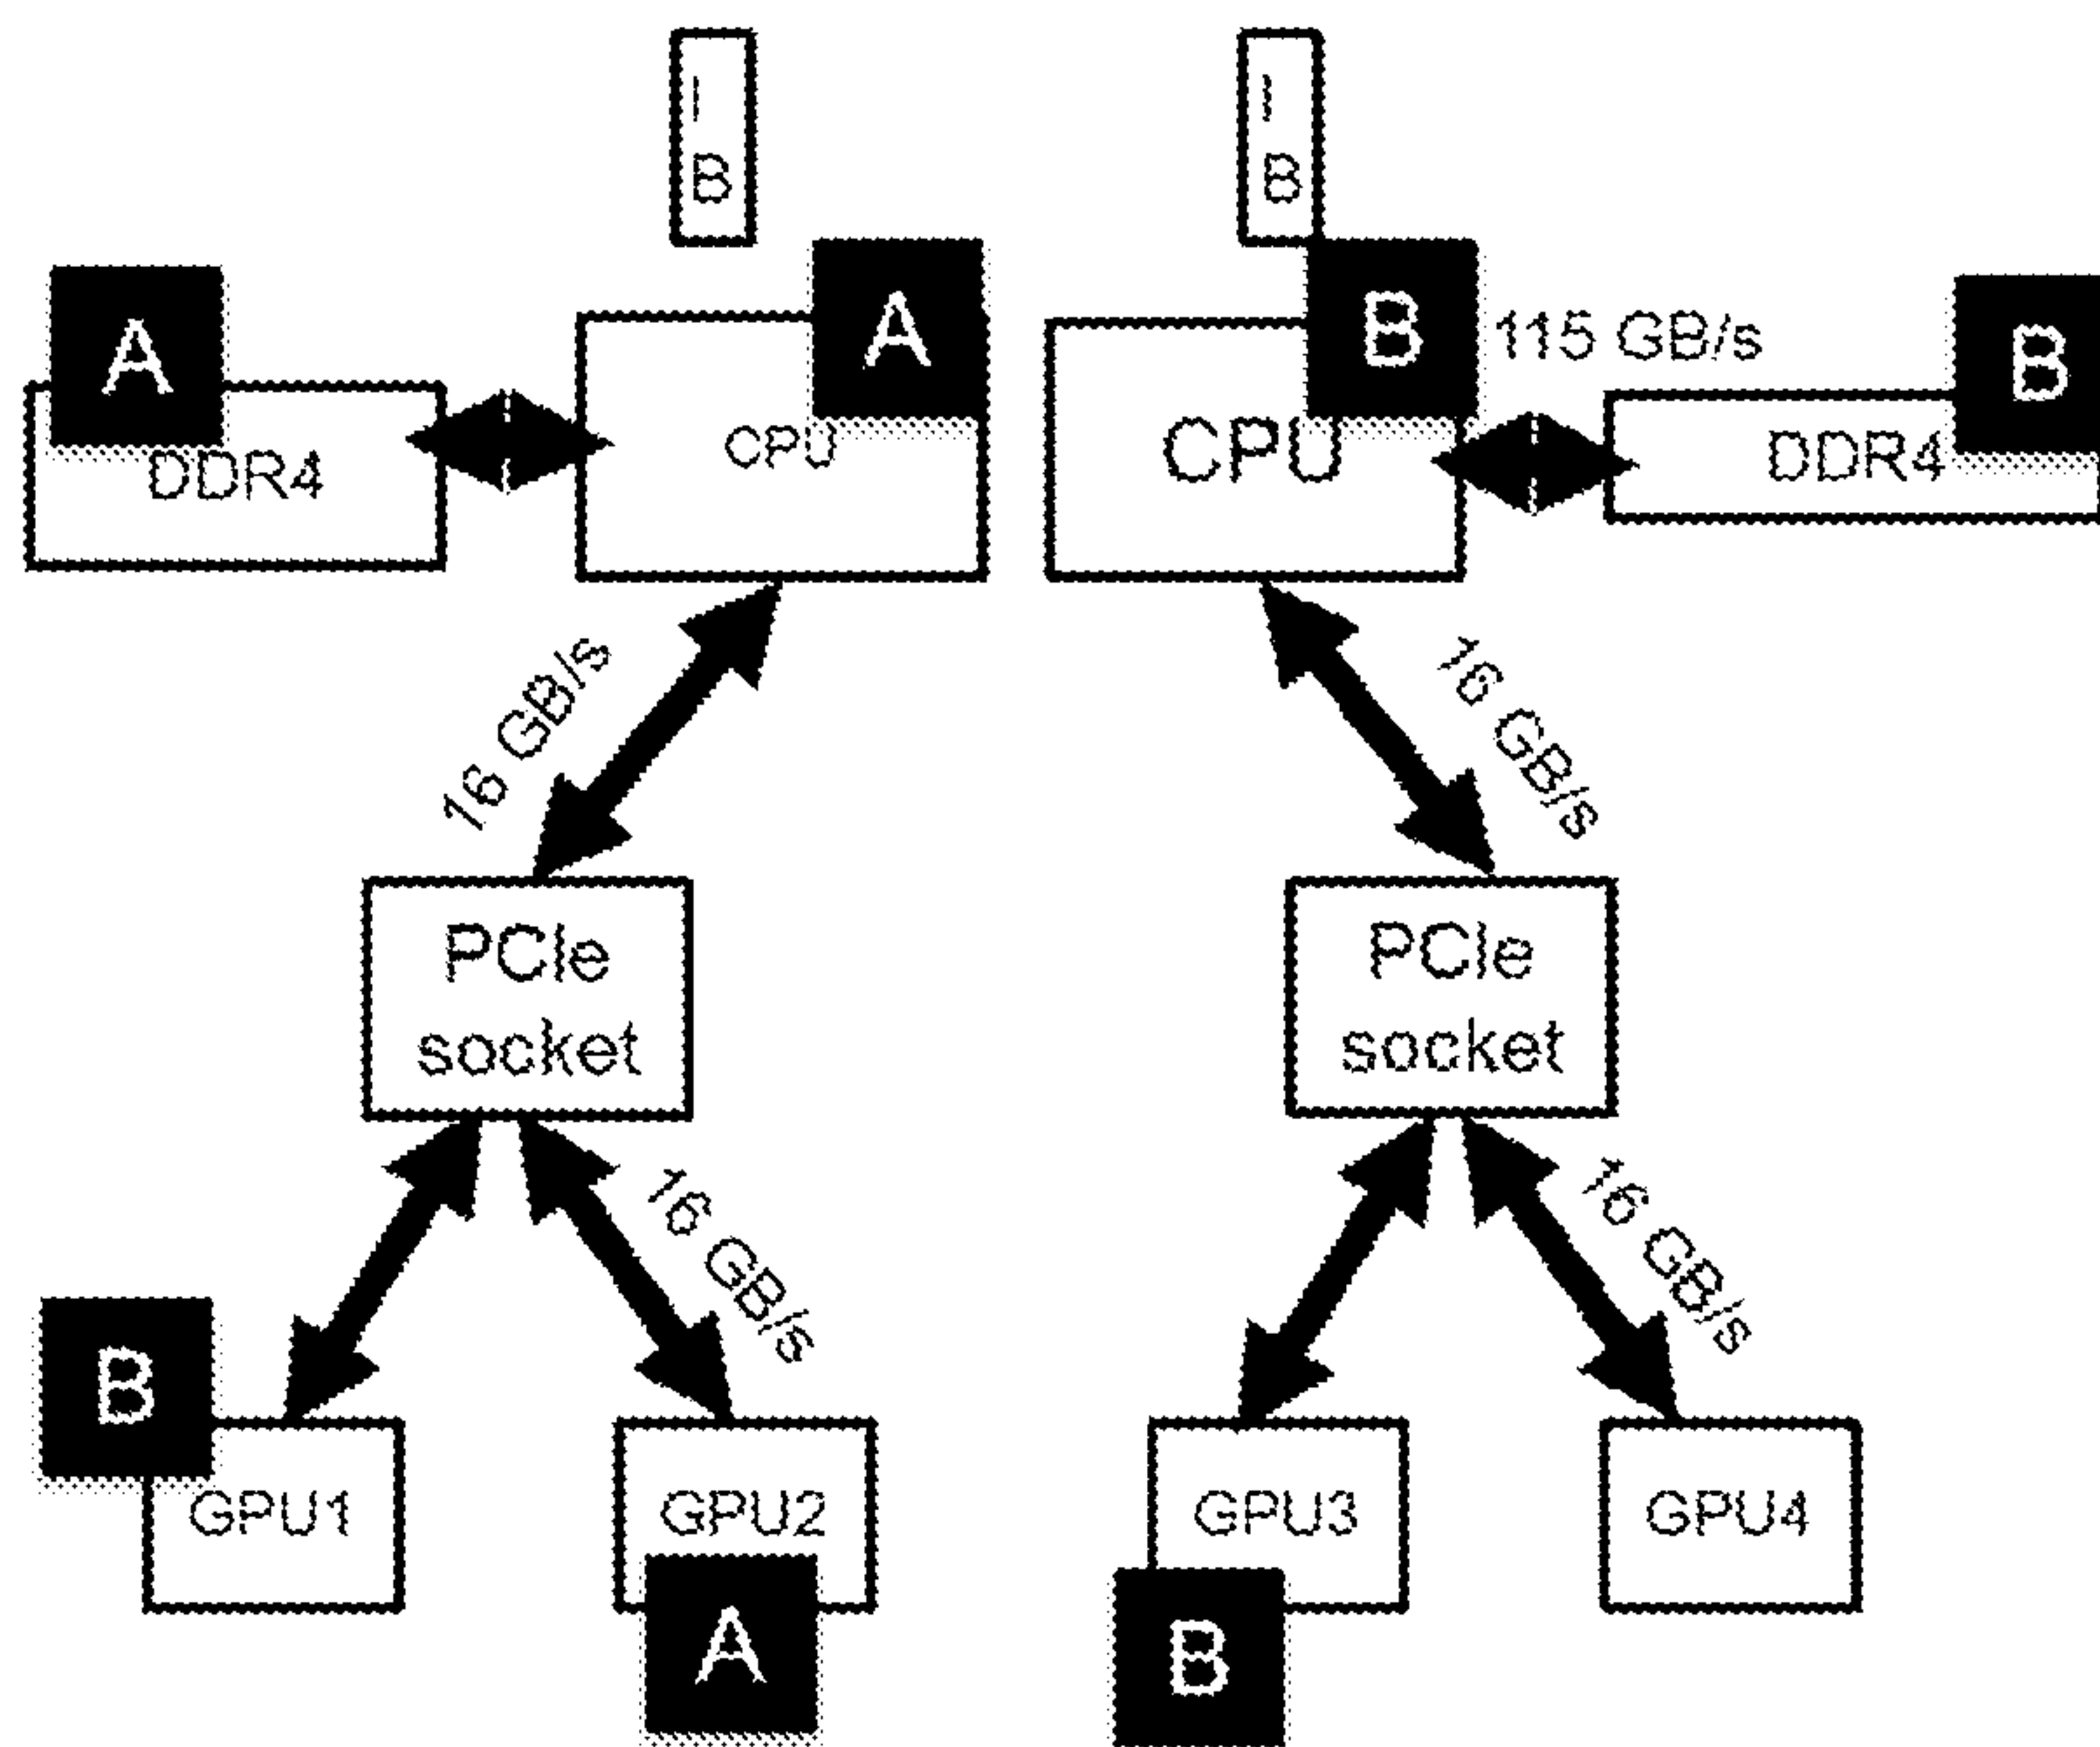 I
B
I
B
A
A
B
115 GB/s
B
DDR4
CPU
CPU
DDR4
16 GB/s
16 GB/s
PCIe
socket
PCIe
socket
16 GB/s
16 GB/s
B
GPU1
GPU2
GPU3
GPU4
A
B